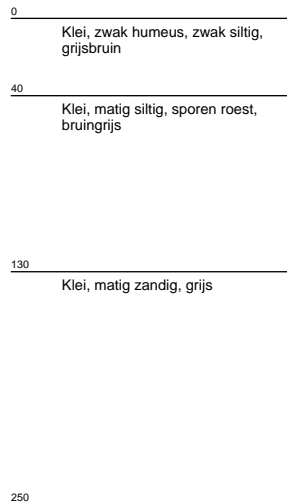 0
Klei, zwak humeus, zwak siltig,
grijsbruin
40
Klei, matig siltig, sporen roest,
bruingrijs
130
Klei, matig zandig, grijs
250